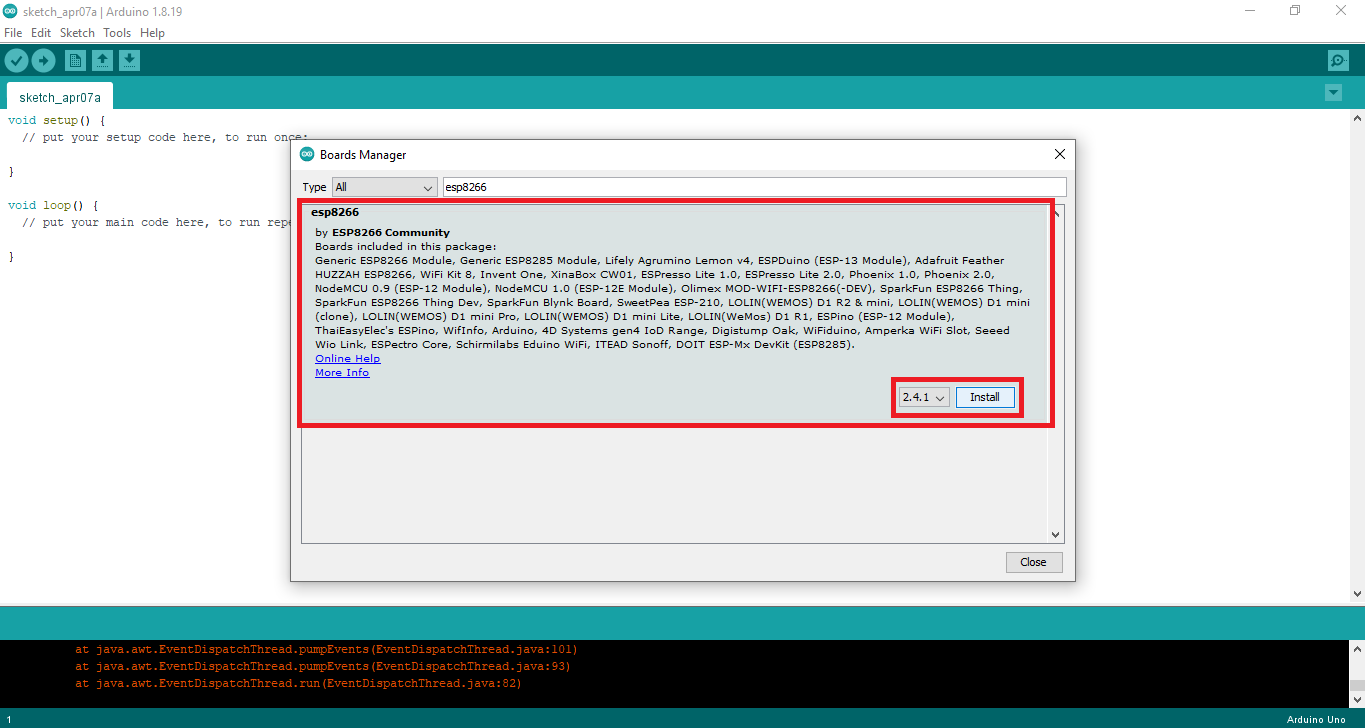 sketch_apr07a | Arduino 1.8.19
File Edit Sketch Tools Help
sketch_apr07a
void setup() {
// put your setup code here, to run once:
}
void loop() {
// put your main code here, to run repe
}
Boards Manager
Type All esp8266
esp8266
by ESP8266 Community
Boards included in this package:
Generic ESP8266 Module, Generic ESP8285 Module, Lifely Agrumino Lemon v4, ESPDuino (ESP-13 Module), Adafruit Feather
HUZZAH ESP8266, WiFi Kit 8, Invent One, XinaBox CW01, ESPresso Lite 1.0, ESPresso Lite 2.0, Phoenix 1.0, Phoenix 2.0,
NodeMCU 0.9 (ESP-12 Module), NodeMCU 1.0 (ESP-12E Module), Olimex MOD-WIFI-ESP8266(-DEV), SparkFun ESP8266 Thing,
SparkFun ESP8266 Thing Dev, SparkFun Blynk Board, SweetPea ESP-210, LOLIN(WEMOS) D1 R2 & mini, LOLIN(WEMOS) D1 mini
(clone), LOLIN(WEMOS) D1 mini Pro, LOLIN(WEMOS) D1 mini Lite, LOLIN(WeMos) D1 R1, ESPino (ESP-12 Module),
ThaiEasyElec's ESPino, WifInfo, Arduino, 4D Systems gen4 IoD Range, Digistump Oak, WiFiduino, Amperka WiFi Slot, Seeed
Wio Link, ESPectro Core, Schirmilabs Eduino WiFi, ITEAD Sonoff, DOIT ESP-Mx DevKit (ESP8285).
Online Help
More Info
2.4.1 Install
Close
at java.awt.EventDispatchThread.pumpEvents(EventDispatchThread.java:101)
at java.awt.EventDispatchThread.pumpEvents(EventDispatchThread.java:93)
at java.awt.EventDispatchThread.run(EventDispatchThread.java:82)
1 Arduino Uno